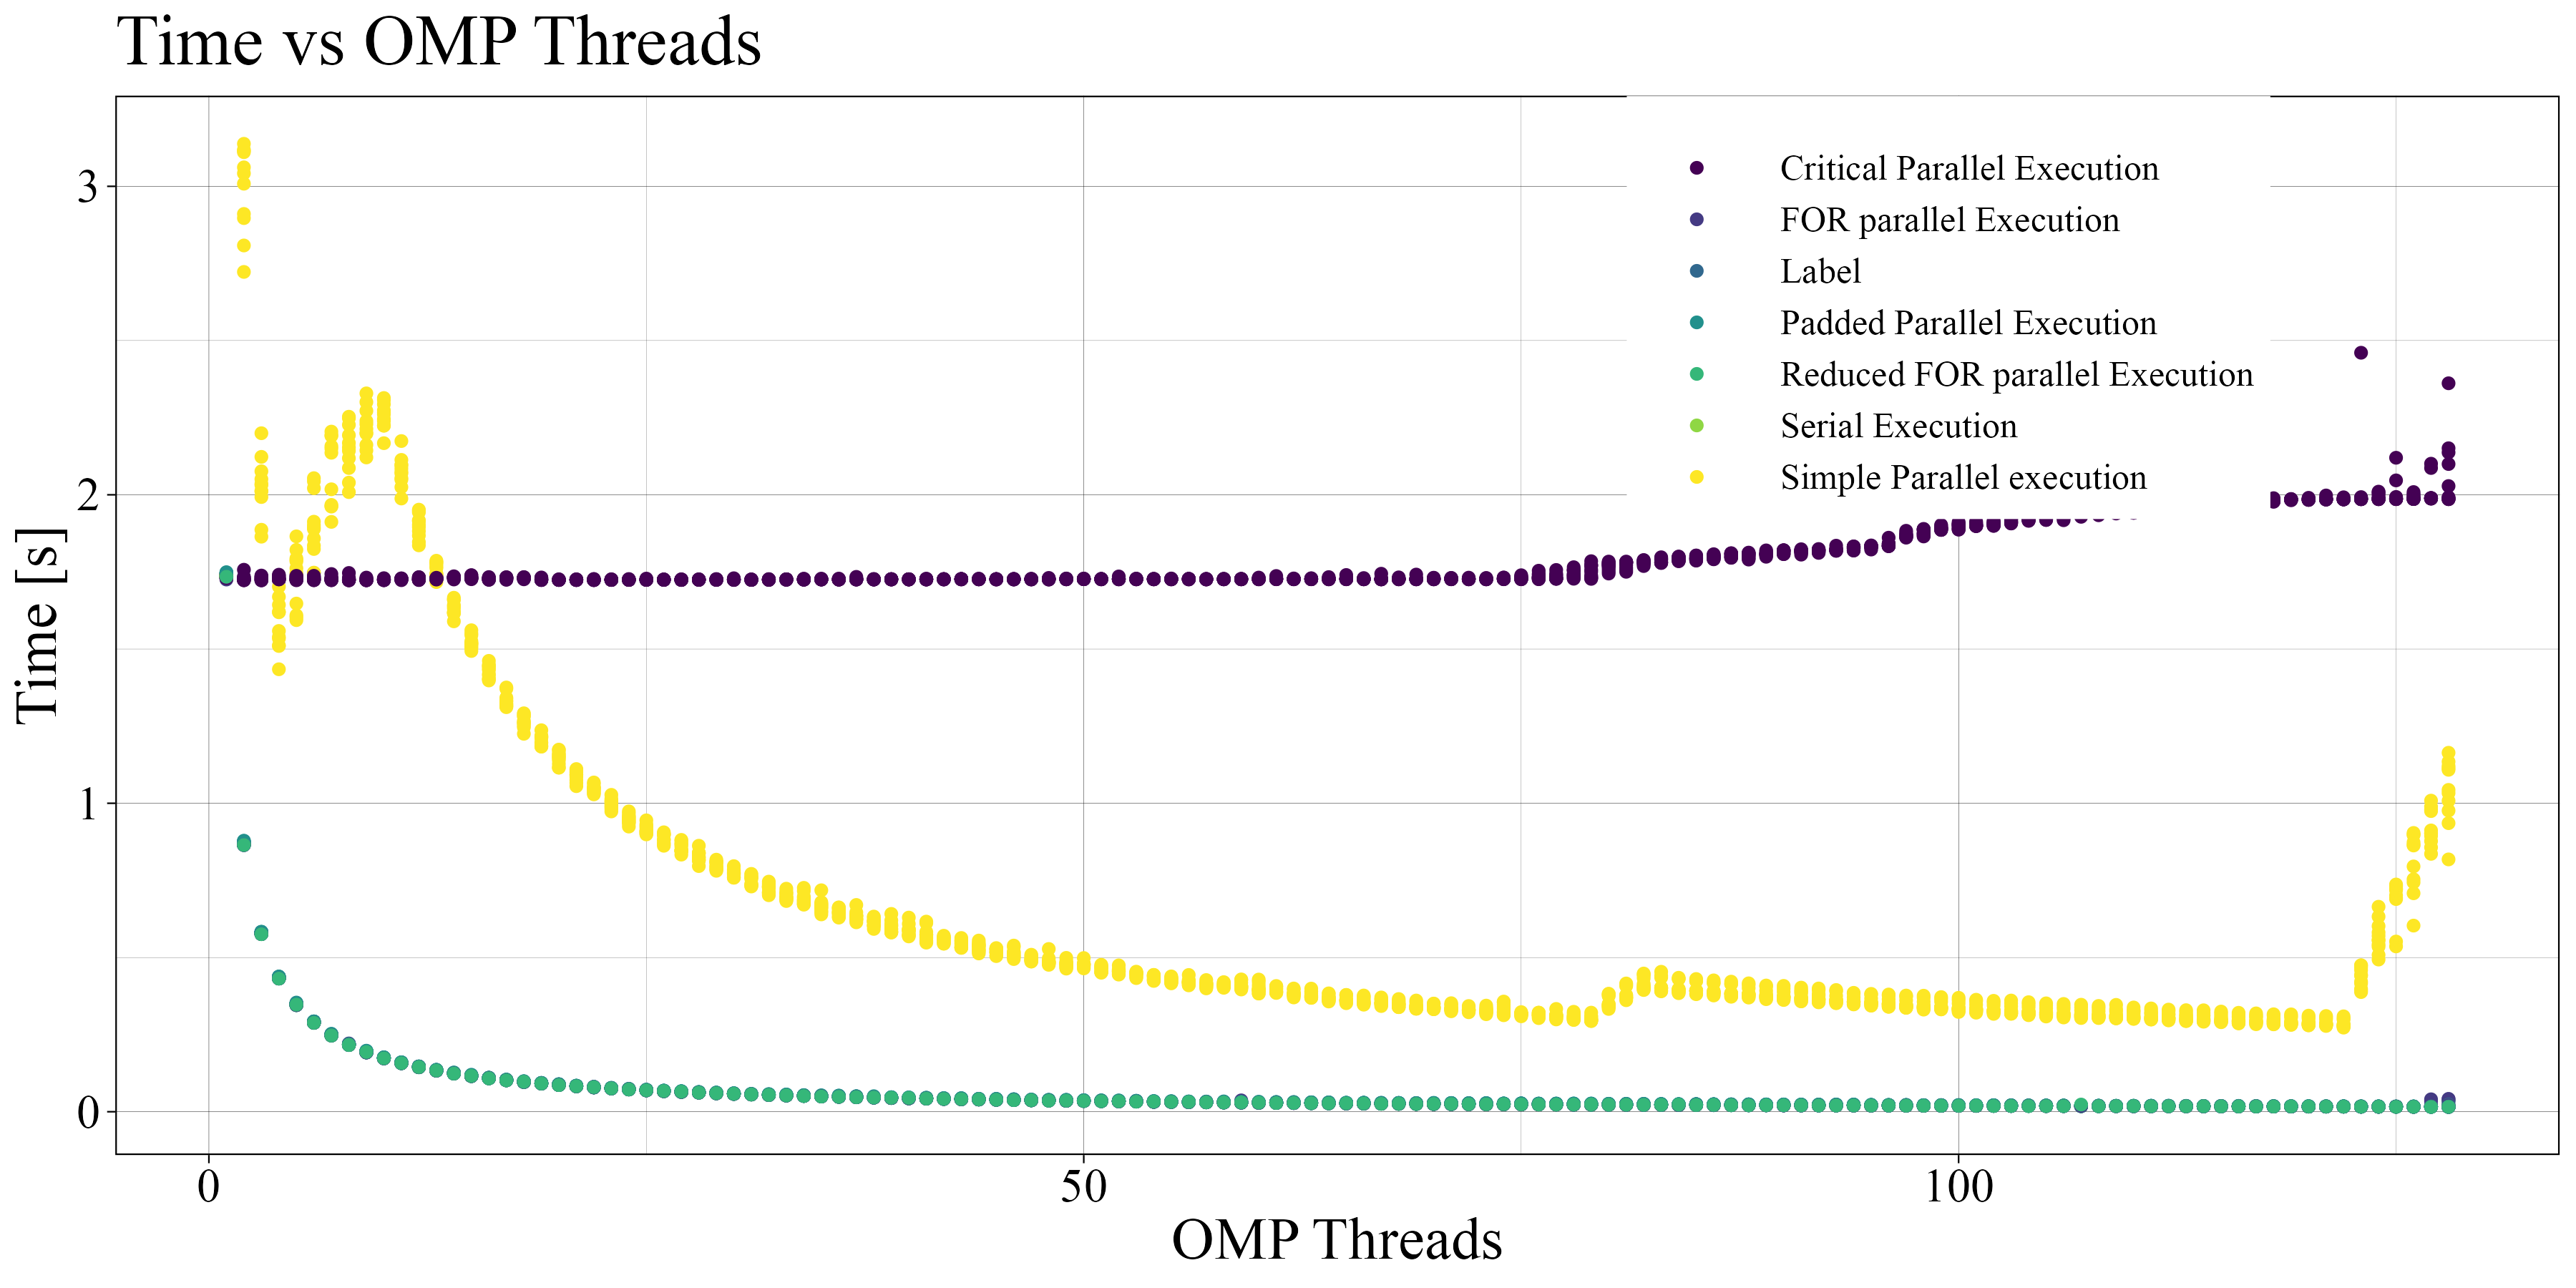 Time vs OMP Threads
Critical Parallel Execution
FOR parallel Execution
Label
Padded Parallel Execution
Reduced FOR parallel Execution
Serial Execution
Simple Parallel execution
3
2
1
0
Time [s]
0
50
100
OMP Threads